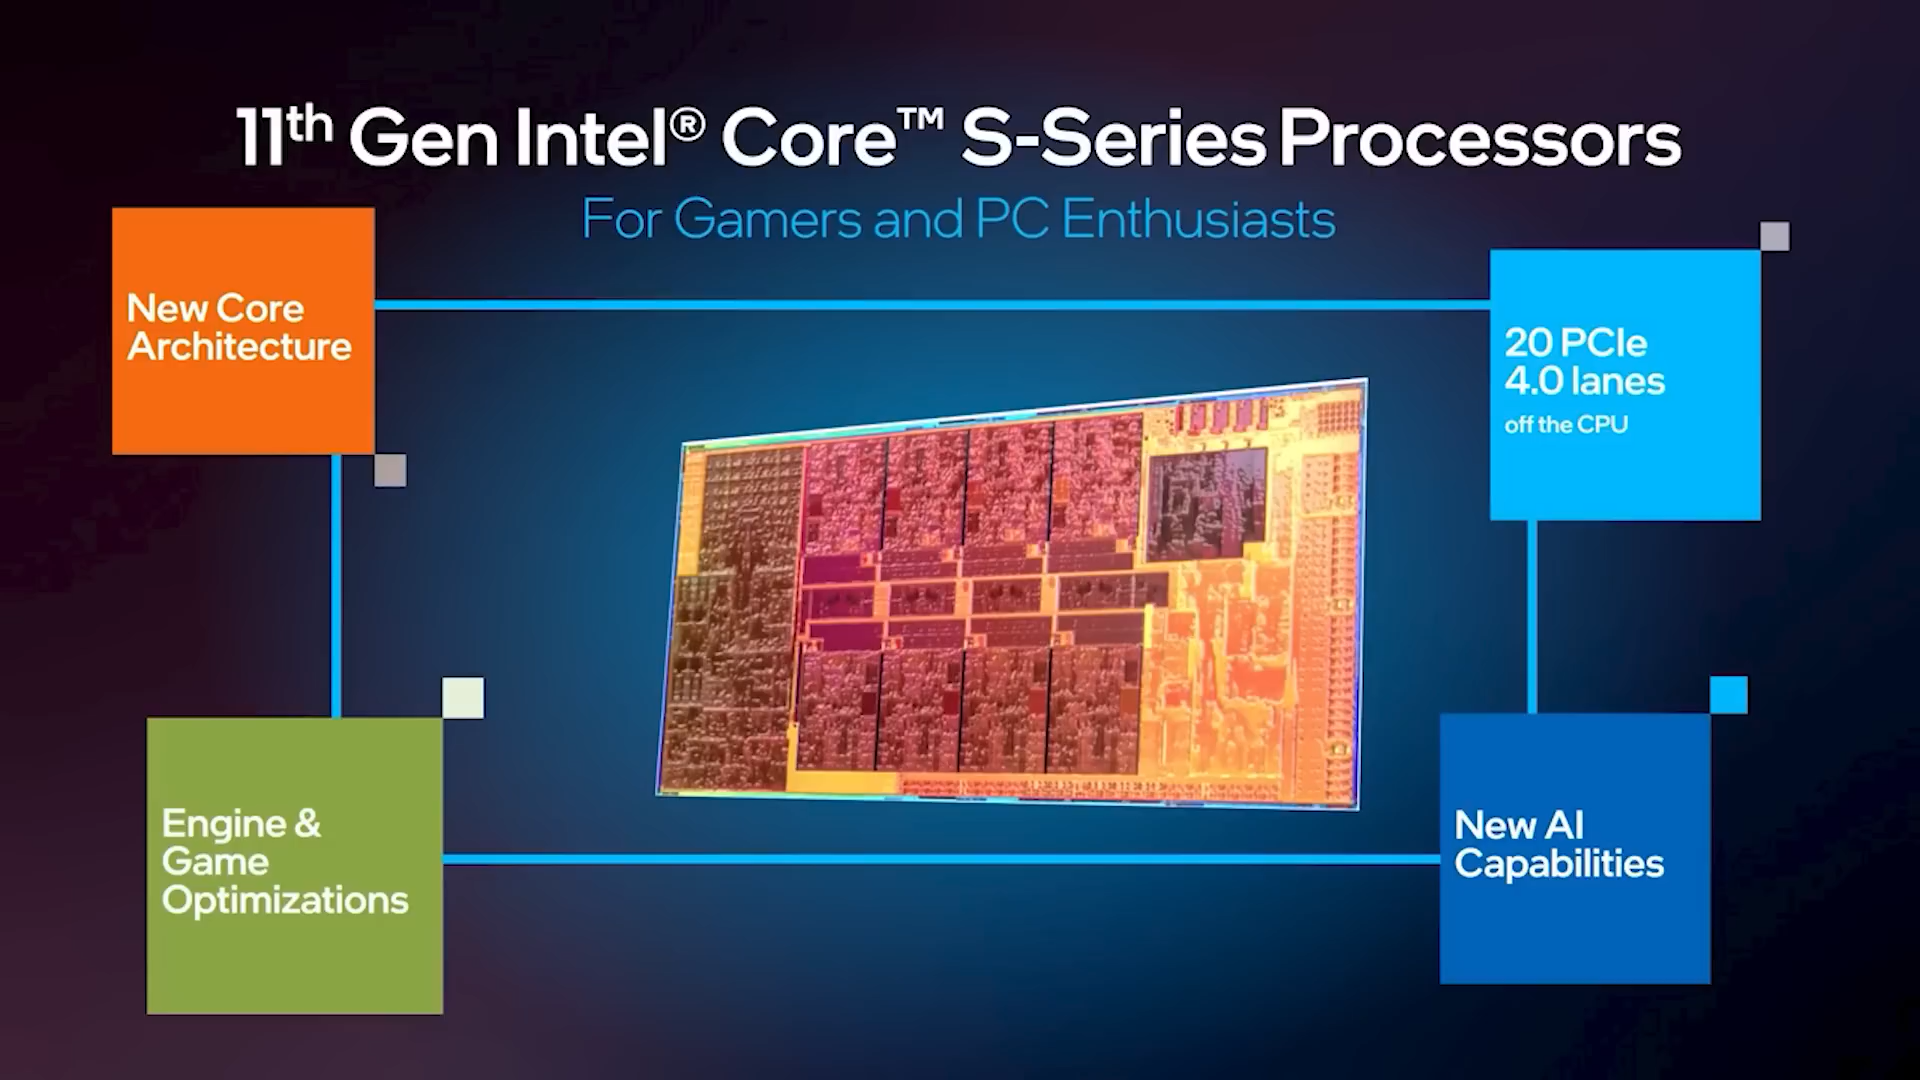 11th Gen Intel® Core™ S-Series Processors
For Gamers and PC Enthusiasts
New Core
Architecture
20 PCIe
4.0 lanes
off the CPU
Engine &
Game
Optimizations
New AI
Capabilities